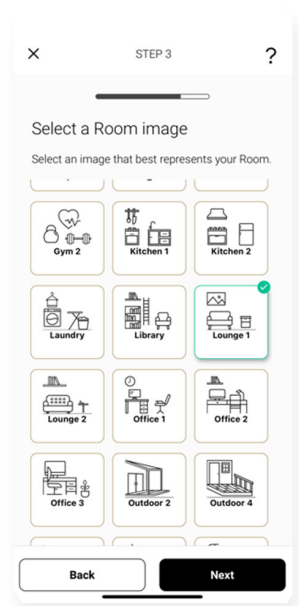 STEP 3
?
Select a Room image
Select an image that best represents your Room.
Gym 2
Kitchen 1
Kitchen 2
Laundry
Library
Lounge 1
Lounge 2
Office 1
Office 2
Office 3
Outdoor 2
Outdoor 4
Back
Next